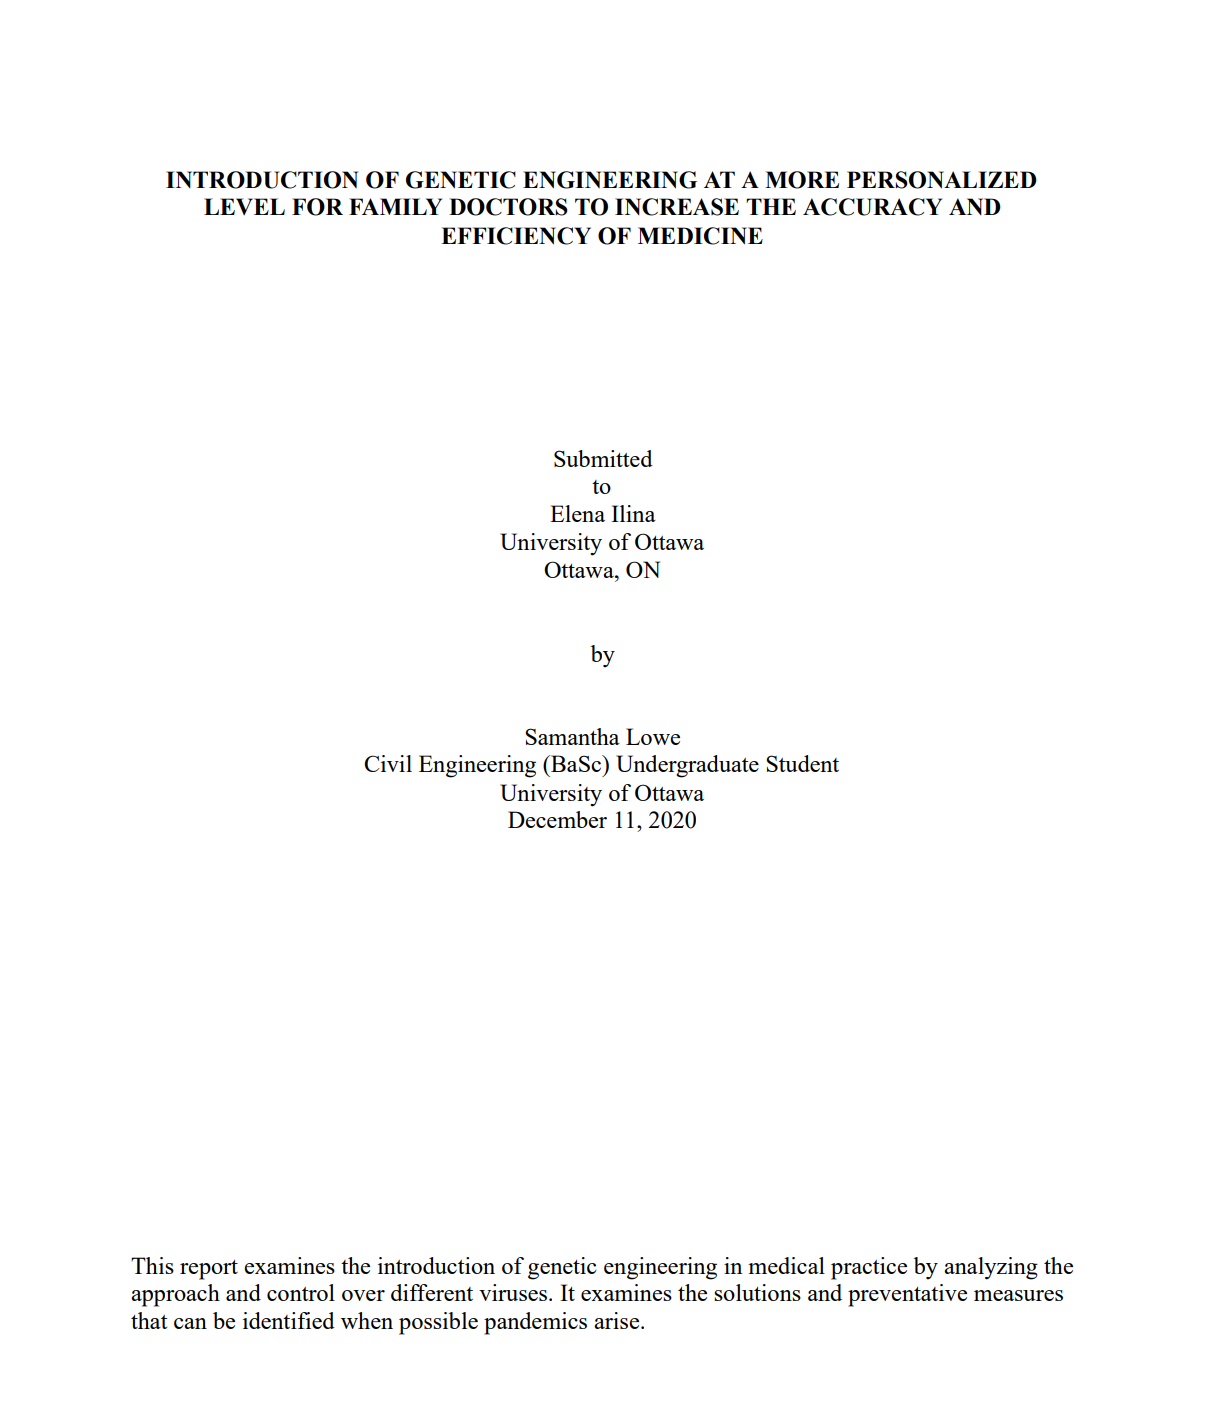 INTRODUCTION OF GENETIC ENGINEERING AT A MORE PERSONALIZED
LEVEL FOR FAMILY DOCTORS TO INCREASE THE ACCURACY AND
EFFICIENCY OF MEDICINE
Submitted
to
Elena Ilina
University of Ottawa
Ottawa, ON
by
Samantha Lowe
Civil Engineering (BaSc) Undergraduate Student
University of Ottawa
December 11, 2020
This report examines the introduction of genetic engineering in medical practice by analyzing the
approach and control over different viruses. It examines the solutions and preventative measures
that can be identified when possible pandemics arise.